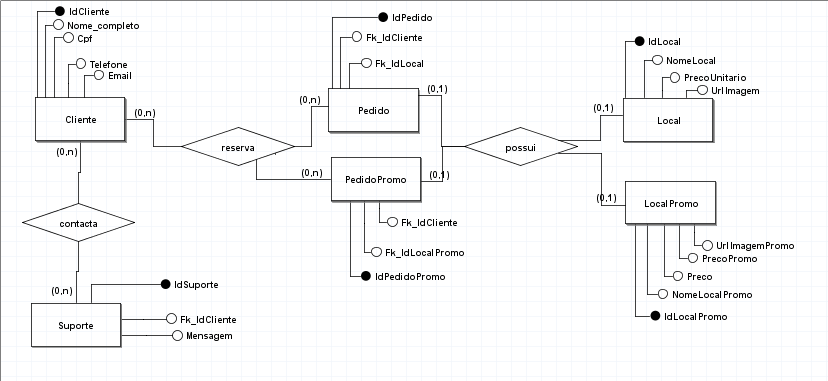 IdCliente
Nome_completo
Cpf
Telefone
Email
Cliente
(0,n)
(0,n)
contacta
(0,n)
Suporte
IdSuporte
Fk_IdCliente
Mensagem
reserva
IdPedido
Fk_IdCliente
Fk_IdLocal
(0,n)
Pedido
(0,1)
(0,n)
PedidoPromo
(0,1)
Fk_IdCliente
Fk_IdLocalPromo
IdPedidoPromo
possui
IdLocal
NomeLocal
PrecoUnitario
UrlImagem
(0,1)
Local
(0,1)
LocalPromo
UrlImagemPromo
PrecoPromo
Preco
NomeLocalPromo
IdLocalPromo